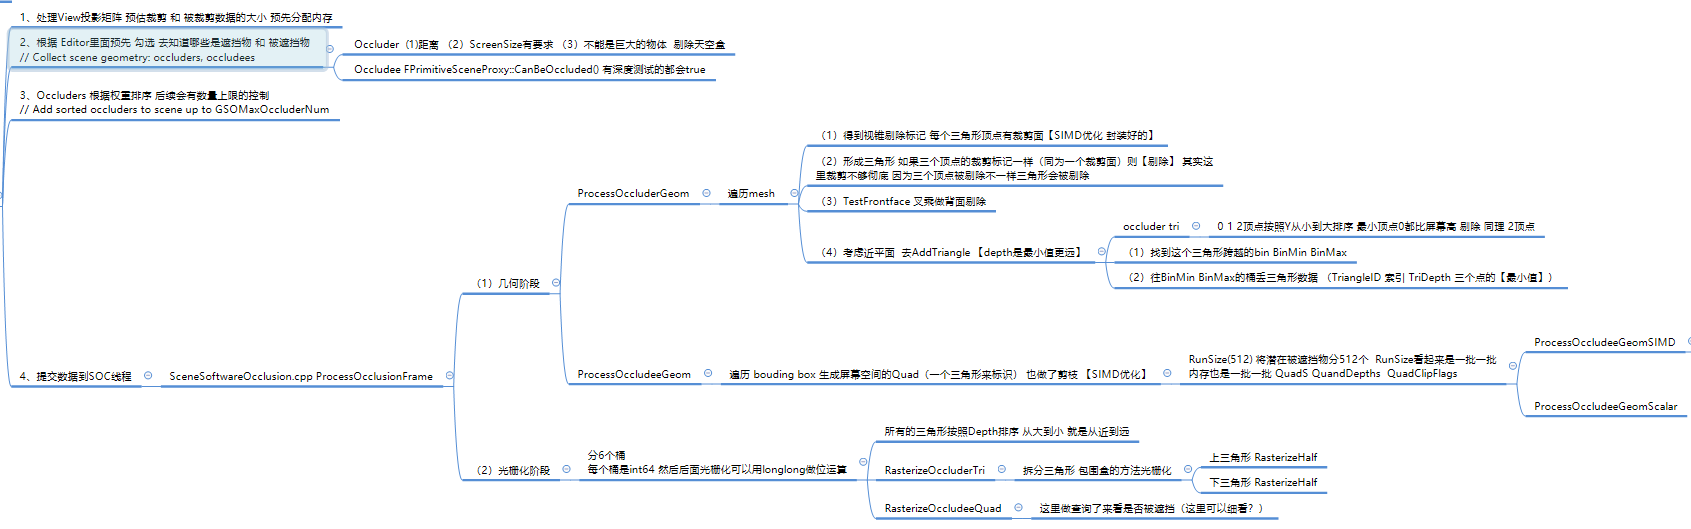 1、处理View投影矩阵 预估裁剪 和 被裁剪数据的大小 预先分配内存
2、根据 Editor里面预先 勾选 去知道哪些是遮挡物 和 被遮挡物
// Collect scene geometry: occluders, occludees
Occluder（1)距离 （2）ScreenSize有要求 （3）不能是巨大的物体  剔除天空盒
Occludee FPrimitiveSceneProxy::CanBeOccluded() 有深度测试的都会true
3、Occluders 根据权重排序 后续会有数量上限的控制
// Add sorted occluders to scene up to GSOMaxOccluderNum
4、提交数据到SOC线程
SceneSoftwareOcclusion.cpp ProcessOcclusionFrame
（1）几何阶段
ProcessOccluderGeom
遍历mesh
（1）得到视锥剔除标记 每个三角形顶点有裁剪面【SIMD优化 封装好的】
（2）形成三角形 如果三个顶点的裁剪标记一样（同为一个裁剪面）则【剔除】 其实这
里裁剪不够彻底 因为三个顶点被剔除不一样三角形会被剔除
（3）TestFrontface 叉乘做背面剔除
（4）考虑近平面  去AddTriangle 【depth是最小值更远】
occluder tri
0 1 2顶点按照Y从小到大排序 最小顶点0都比屏幕高 剔除 同理 2顶点
（1）找到这个三角形跨越的bin BinMin BinMax
（2）往BinMin BinMax的桶丢三角形数据 （TriangleID 索引 TriDepth 三个点的【最小值】）
ProcessOccludeeGeom
遍历 bouding box 生成屏幕空间的Quad（一个三角形来标识） 也做了剪枝 【SIMD优化】
RunSize(512) 将潜在被遮挡物分512个  RunSize看起来是一批一批
内存也是一批一批 QuadS QuandDepths  QuadClipFlags
ProcessOccludeeGeomSIMD
ProcessOccludeeGeomScalar
（2）光栅化阶段
分6个桶
每个桶是int64 然后后面光栅化可以用longlong做位运算
所有的三角形按照Depth排序 从大到小 就是从近到远
RasterizeOccluderTri
拆分三角形 包围盒的方法光栅化
上三角形 RasterizeHalf
下三角形 RasterizeHalf
RasterizeOccludeeQuad
这里做查询了来看是否被遮挡（这里可以细看？）